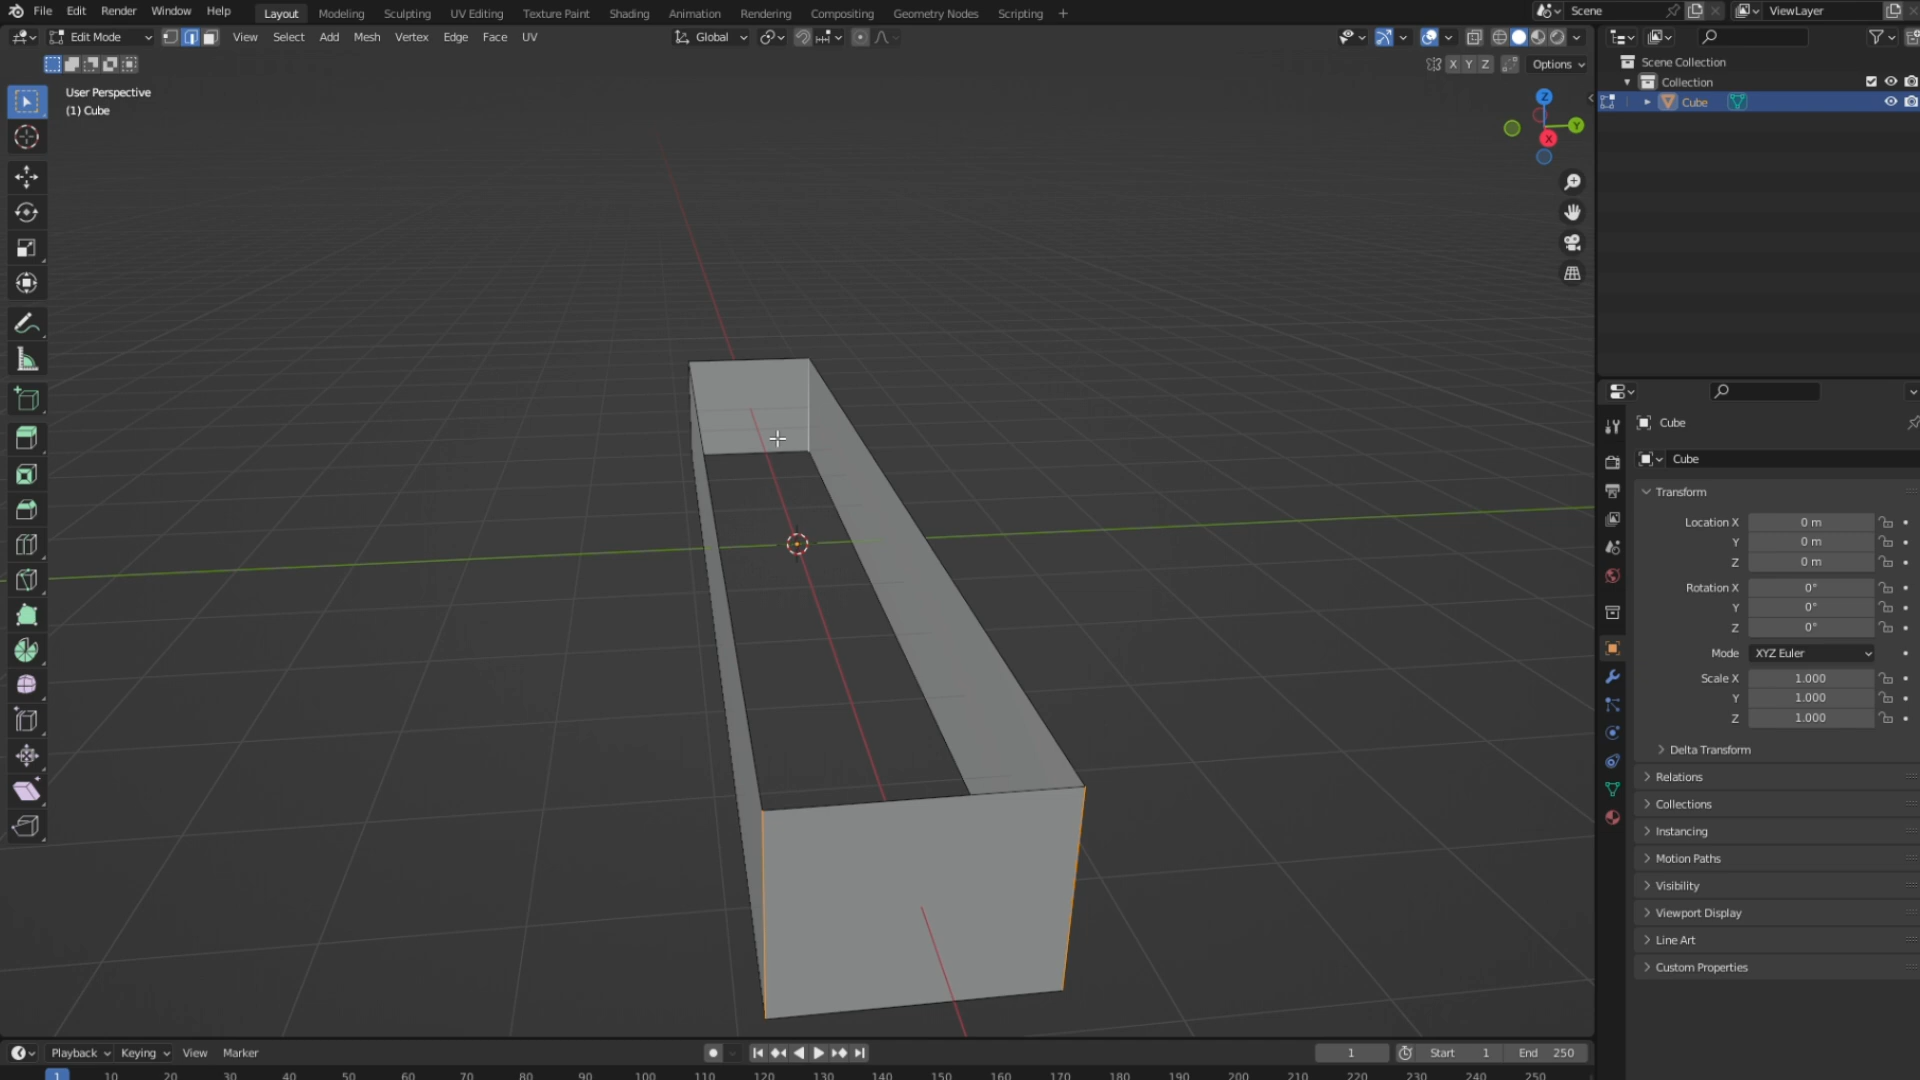 File Edit Render Window Help Layout Modeling Sculpting UV Editing Texture Paint Shading Animation Rendering Compositing Geometry Nodes Scripting + Scene ViewLayer
Edit Mode View Select Add Mesh Vertex Edge Face UV Global
X Y Z Options
User Perspective
(1) Cube
Z
Y
X
Scene Collection
Collection
Cube
Cube
Cube
Transform
Location X 0 m
Y 0 m
Z 0 m
Rotation X 0°
Y 0°
Z 0°
Mode XYZ Euler
Scale X 1.000
Y 1.000
Z 1.000
Delta Transform
Relations
Collections
Instancing
Motion Paths
Visibility
Viewport Display
Line Art
Custom Properties
Playback Keying View Marker 1 Start 1 End 250
1 10 20 30 40 50 60 70 80 90 100 110 120 130 140 150 160 170 180 190 200 210 220 230 240 250